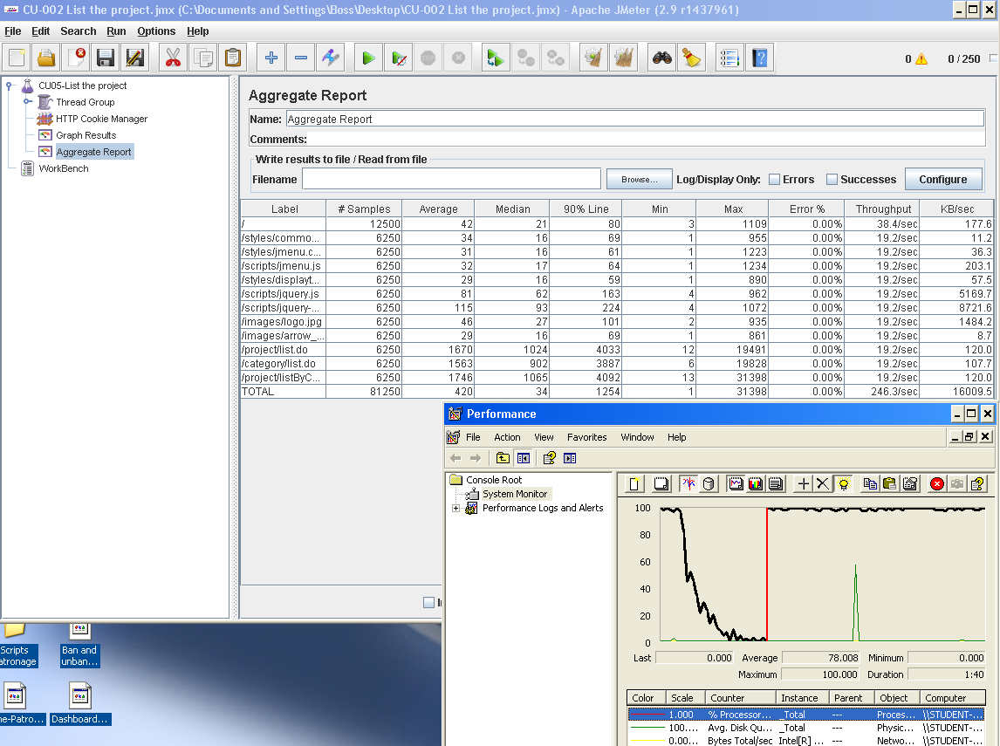 CU-002 List the project.jmx (C:\Documents and Settings\Boss\Desktop\CU-002 List the project.jmx) - Apache JMeter (2.9 r1437961)
File Edit Search Run Options Help
0 0 / 250
CU05-List the project
Thread Group
HTTP Cookie Manager
Graph Results
Aggregate Report
WorkBench
Aggregate Report
Name: Aggregate Report
Comments:
Write results to file / Read from file
Filename Browse... Log/Display Only: Errors Successes Configure
Label # Samples Average Median 90% Line Min Max Error % Throughput KB/sec
/ 12500 42 21 80 3 1109 0.00% 38.4/sec 177.6
/styles/commo... 6250 34 16 69 1 955 0.00% 19.2/sec 11.2
/styles/jmenu.c... 6250 31 16 61 1 1223 0.00% 19.2/sec 36.3
/scripts/jmenu.js 6250 32 17 64 1 1234 0.00% 19.2/sec 203.1
/styles/displayt... 6250 29 16 59 1 890 0.00% 19.2/sec 57.5
/scripts/jquery.js 6250 81 62 163 4 962 0.00% 19.2/sec 5169.7
/scripts/jquery-... 6250 115 93 224 4 1072 0.00% 19.2/sec 8721.6
/images/logo.jpg 6250 46 27 101 2 935 0.00% 19.2/sec 1484.2
/images/arrow_... 6250 29 16 69 1 861 0.00% 19.2/sec 8.7
/project/list.do 6250 1670 1024 4033 12 19491 0.00% 19.2/sec 120.0
/category/list.do 6250 1563 902 3887 6 19828 0.00% 19.2/sec 107.7
/project/listByC... 6250 1746 1065 4092 13 31398 0.00% 19.2/sec 120.0
TOTAL 81250 420 34 1254 1 31398 0.00% 246.3/sec 16009.5
Performance
File Action View Favorites Window Help
Console Root
System Monitor
Performance Logs and Alerts
100
80
60
40
20
0
Last 0.000 Average 78.008 Minimum 0.000
Maximum 100.000 Duration 1:40
Color Scale Counter Instance Parent Object Computer
1.000 % Processor... _Total --- Proces... \\STUDENT-...
100.... Avg. Disk Qu... _Total --- Physic... \\STUDENT-...
0.00... Bytes Total/sec Intel[R] ... --- Netwo... \\STUDENT-...
Scripts
atronage
Ban and
unban...
ne-Patro...
Dashboard...